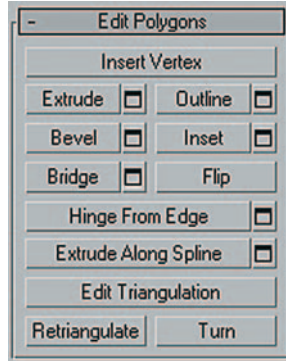 - Edit Polygons
Insert Vertex
Extrude Outline
Bevel Inset
Bridge Flip
Hinge From Edge
Extrude Along Spline
Edit Triangulation
Retriangulate Turn